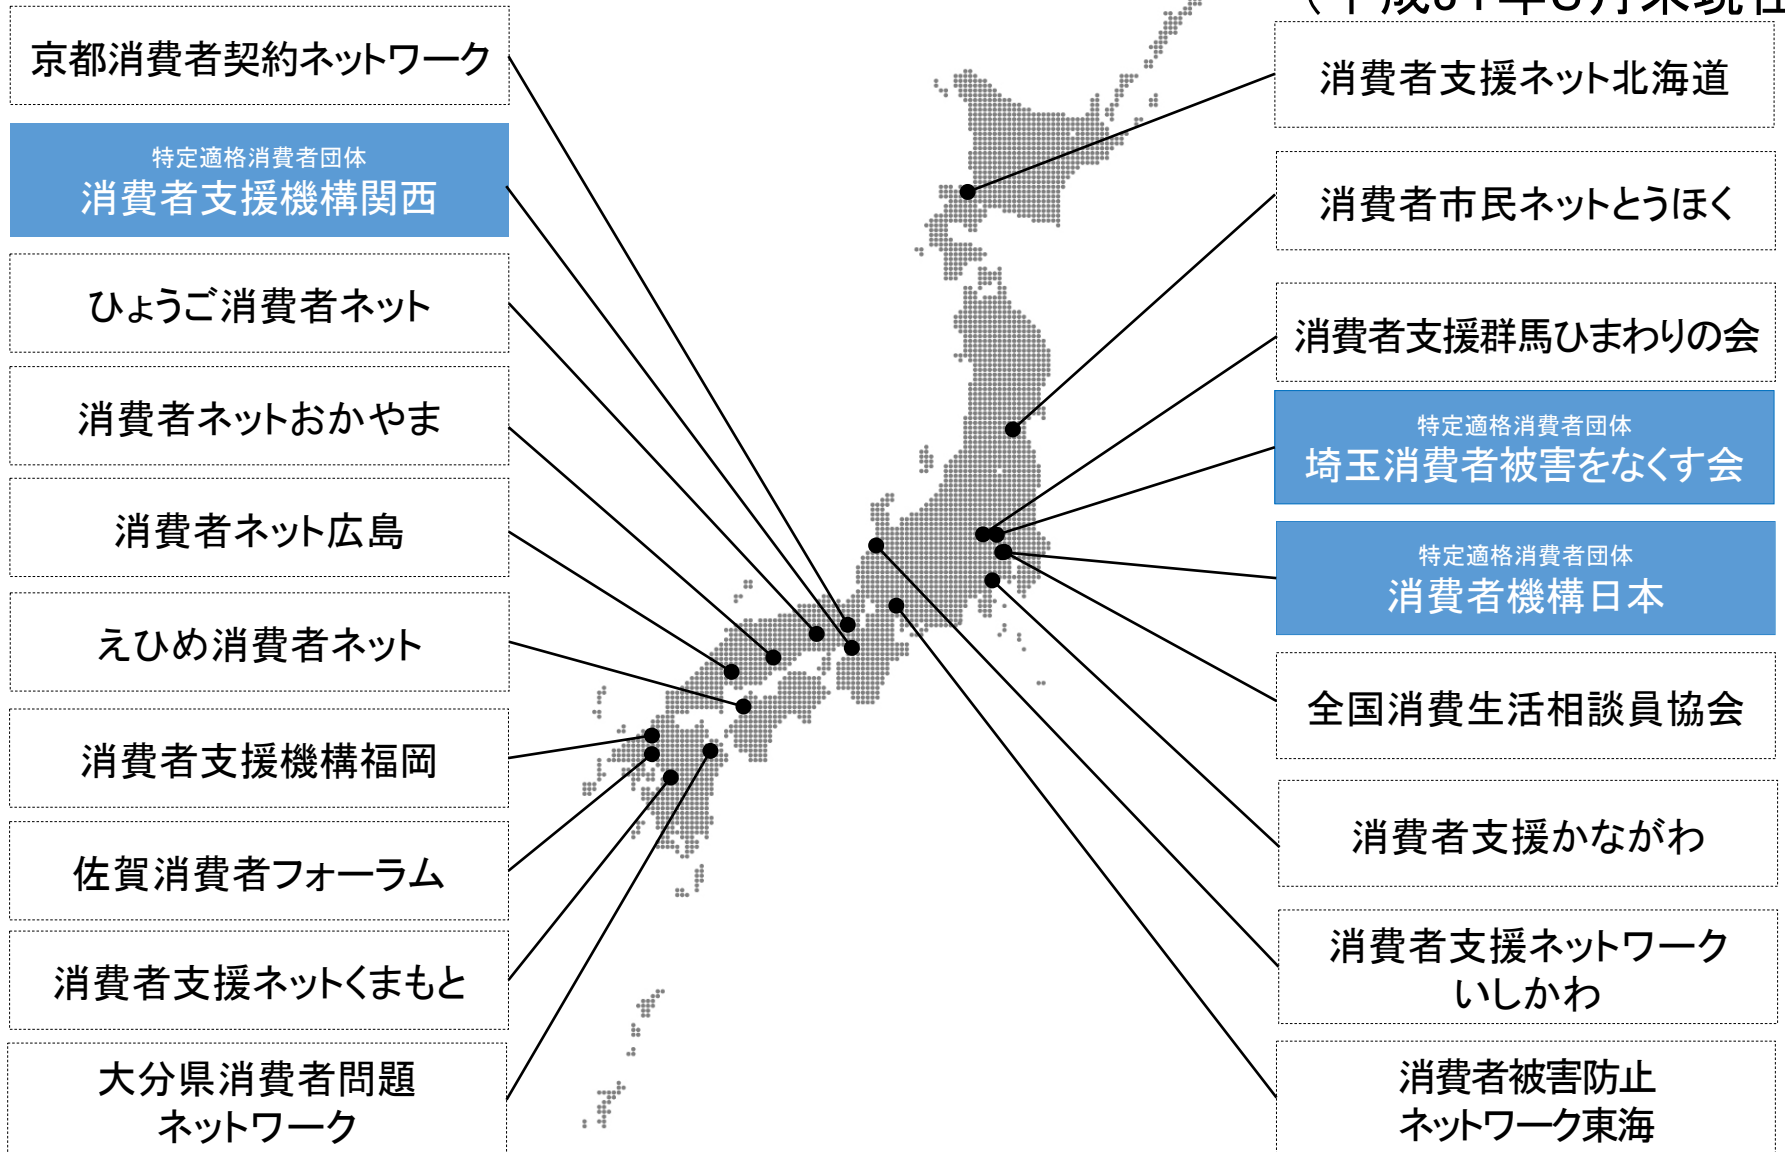 京都消費者契約ネットワーク
特定適格消費者団体
消費者支援機構関西
ひょうご消費者ネット
消費者ネットおかやま
消費者ネット広島
えひめ消費者ネット
消費者支援機構福岡
佐賀消費者フォーラム
消費者支援ネットくまもと
大分県消費者問題
ネットワーク
消費者支援ネット北海道
消費者市民ネットとうほく
消費者支援群馬ひまわりの会
特定適格消費者団体
埼玉消費者被害をなくす会
特定適格消費者団体
消費者機構日本
全国消費生活相談員協会
消費者支援かながわ
消費者支援ネットワーク
いしかわ
消費者被害防止
ネットワーク東海